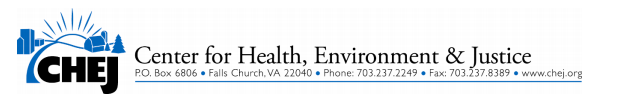 CHEJ
Center for Health, Environment & Justice
P.O. Box 6806 • Falls Church, VA 22040 • Phone: 703.237.2249 • Fax: 703.237.8389 • www.chej.org